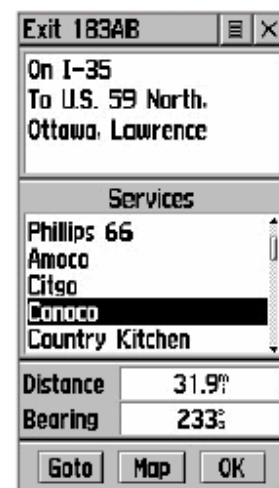 Exit 183AB
On I-35
To U.S. 59 North,
Ottawa, Lawrence
Services
Phillips 66
Amoco
Citgo
Conoco
Country Kitchen
Distance 31.9m
Bearing 233°
Goto Map OK